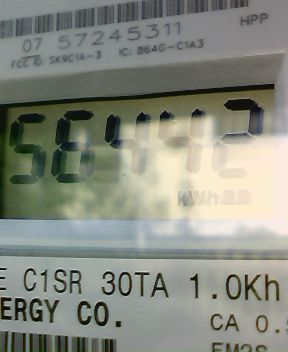 HPP
07 57245311
FCC ID: SK9C1A-3 IC: 864G-C1A3
56442
kWh
E C1SR 30TA 1.0Kh
ERGY CO.
CA 0.5
EM2S